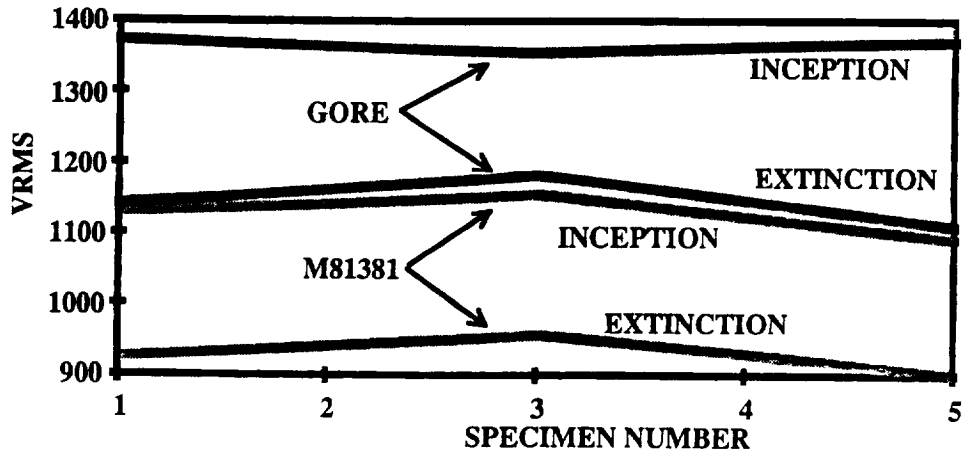 1400
1300
1200
1100
1000
900
VRMS
GORE
INCEPTION
EXTINCTION
INCEPTION
M81381
EXTINCTION
1 2 3 4 5
SPECIMEN NUMBER